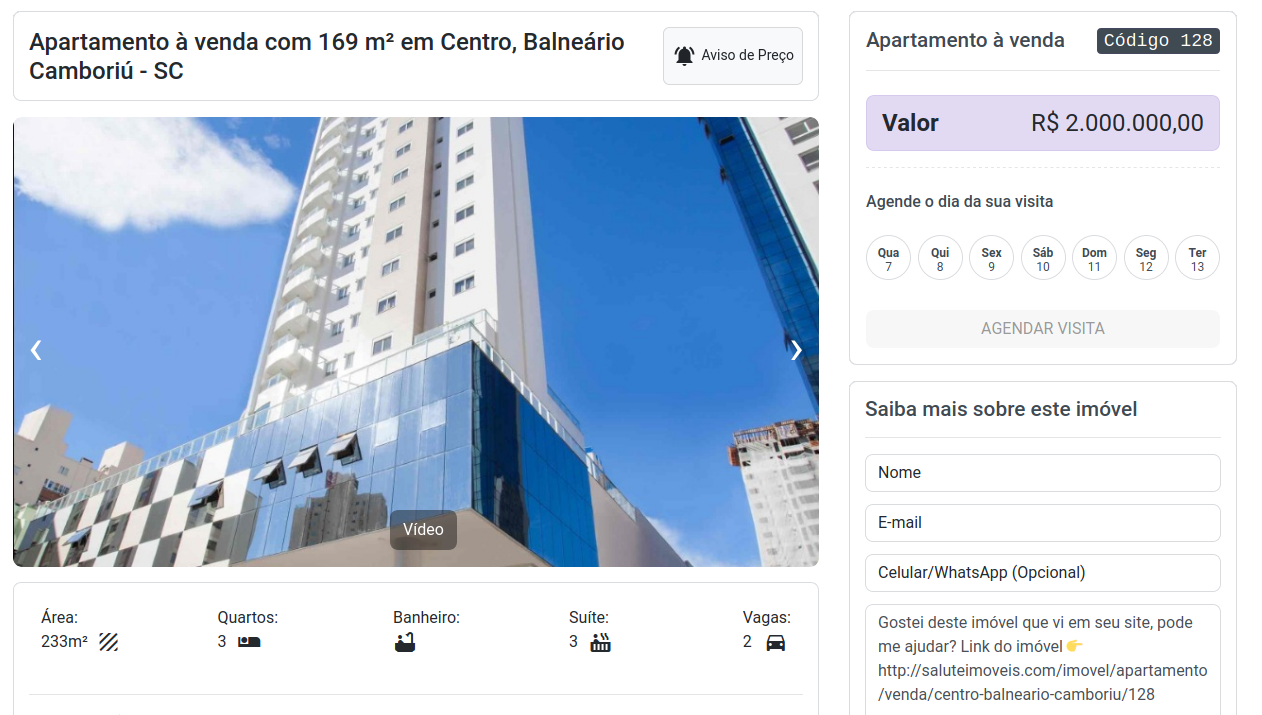 Apartamento à venda com 169 m² em Centro, Balneário
Camboriú - SC
Aviso de Preço
Vídeo
Área:
233m²
Quartos:
3
Banheiro:
Suíte:
3
Vagas:
2
Apartamento à venda
Código 128
Valor
R$ 2.000.000,00
Agende o dia da sua visita
Qua
7
Qui
8
Sex
9
Sáb
10
Dom
11
Seg
12
Ter
13
AGENDAR VISITA
Saiba mais sobre este imóvel
Nome
E-mail
Celular/WhatsApp (Opcional)
Gostei deste imóvel que vi em seu site, pode
me ajudar? Link do imóvel 👉
http://saluteimoveis.com/imovel/apartamento
/venda/centro-balneario-camboriu/128